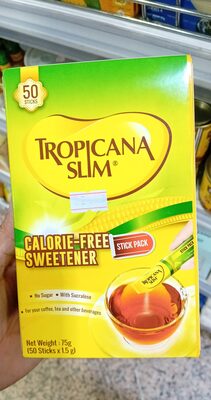 50
STICKS
TROPICANA
SLIM®
CALORIE-FREE
SWEETENER
STICK PACK
• No Sugar • With Sucralose
• For your coffee, tea and other beverages
Net Weight : 75g
(50 Sticks x 1.5 g)